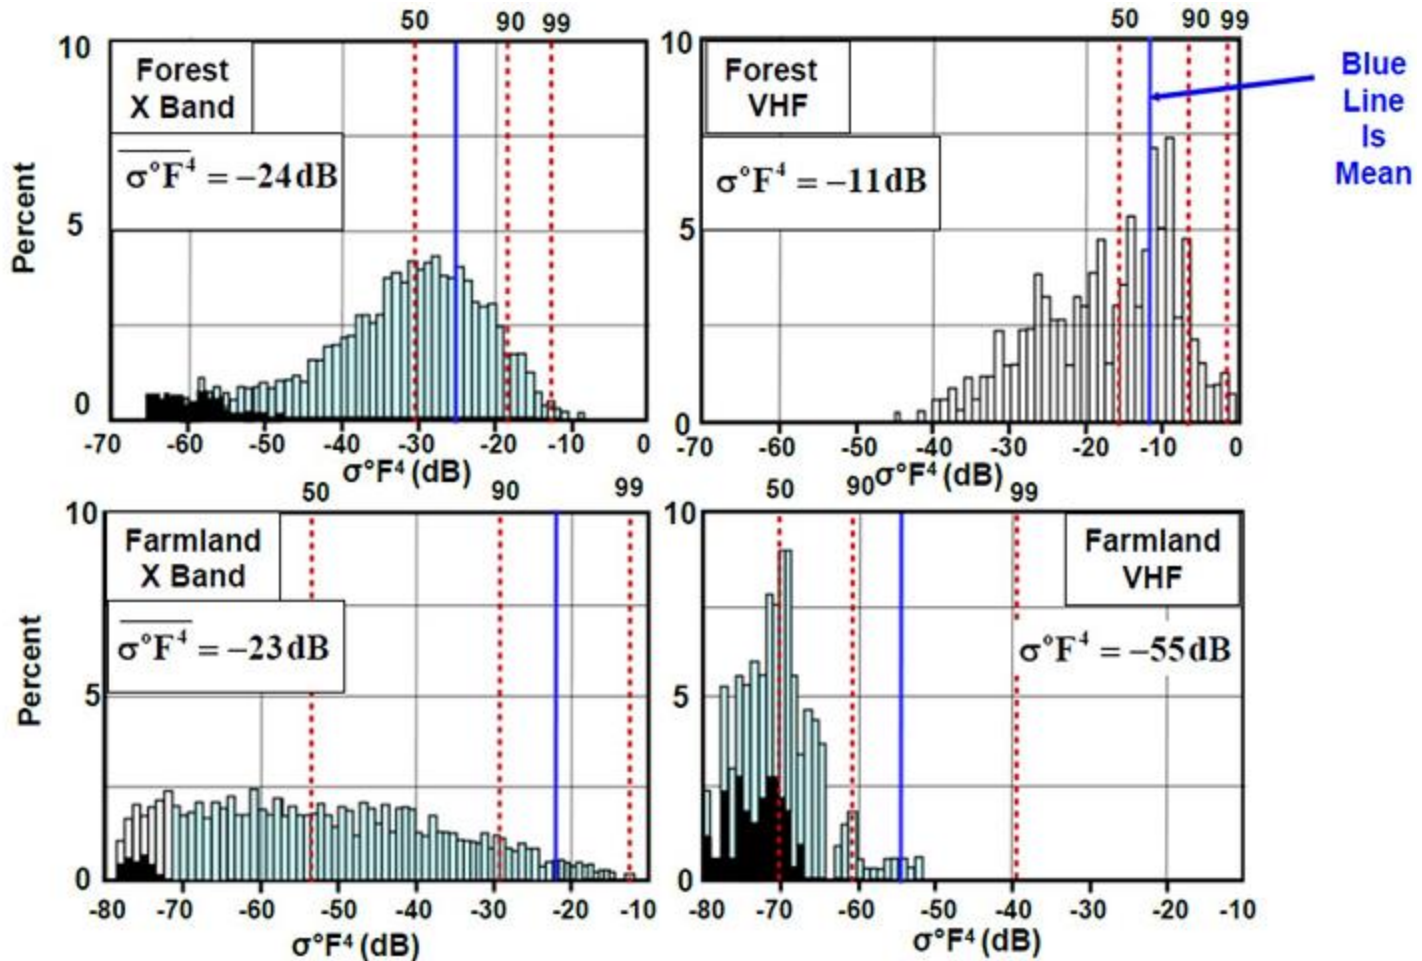 50 90 99
10
Forest
X Band
σ°F⁴ = −24dB
5
0
-70 -60 -50 -40 -30 -20 -10 0
σ°F⁴ (dB)
Percent
50 90 99
10
Forest
VHF
σ°F⁴ = −11dB
5
0
-70 -60 -50 -40 -30 -20 -10 0
σ°F⁴ (dB)
Blue
Line
Is
Mean
50 90 99
10
Farmland
X Band
σ°F⁴ = −23dB
5
0
-80 -70 -60 -50 -40 -30 -20 -10
σ°F⁴ (dB)
Percent
50 90 99
10
Farmland
VHF
σ°F⁴ = −55dB
5
0
-80 -70 -60 -50 -40 -30 -20 -10
σ°F⁴ (dB)